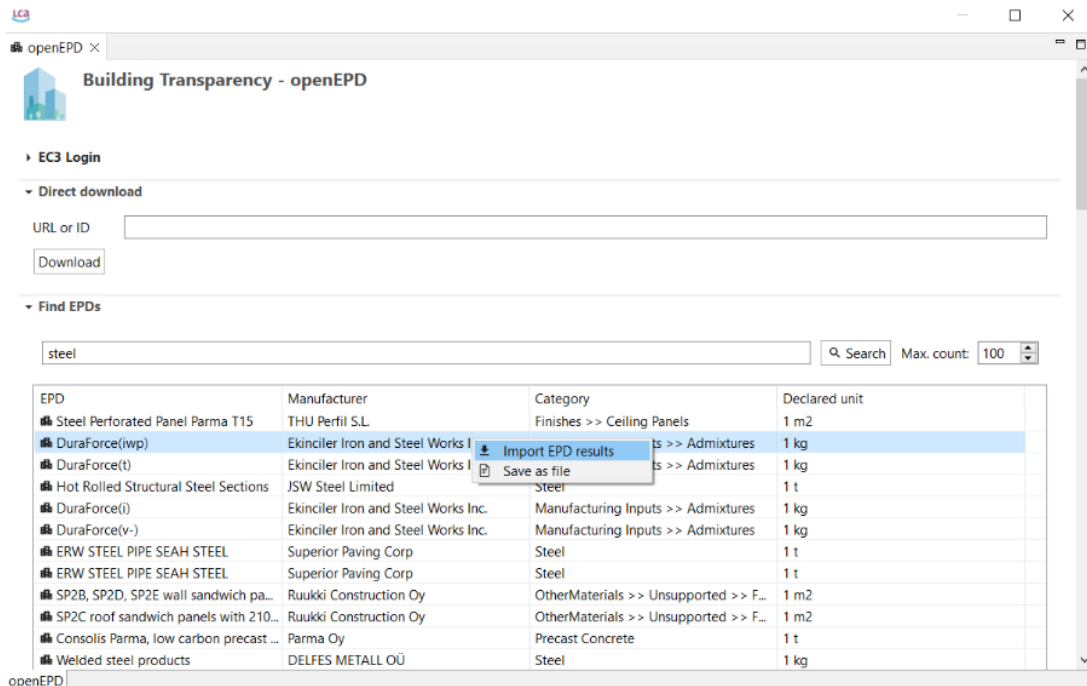 LCA
openEPD
Building Transparency - openEPD
EC3 Login
Direct download
URL or ID
Download
Find EPDs
steel Search Max. count: 100
EPD Manufacturer Category Declared unit
Steel Perforated Panel Parma T15 THU Perfil S.L. Finishes >> Ceiling Panels 1 m2
DuraForce(iwp) Ekinciler Iron and Steel Works I Import EPD results ts >> Admixtures 1 kg
DuraForce(t) Ekinciler Iron and Steel Works I Save as file ts >> Admixtures 1 kg
Hot Rolled Structural Steel Sections JSW Steel Limited Steel 1 t
DuraForce(i) Ekinciler Iron and Steel Works Inc. Manufacturing Inputs >> Admixtures 1 kg
DuraForce(v-) Ekinciler Iron and Steel Works Inc. Manufacturing Inputs >> Admixtures 1 kg
ERW STEEL PIPE SEAH STEEL Superior Paving Corp Steel 1 t
ERW STEEL PIPE SEAH STEEL Superior Paving Corp Steel 1 t
SP2B, SP2D, SP2E wall sandwich pa... Ruukki Construction Oy OtherMaterials >> Unsupported >> F... 1 m2
SP2C roof sandwich panels with 210... Ruukki Construction Oy OtherMaterials >> Unsupported >> F... 1 m2
Consolis Parma, low carbon precast ... Parma Oy Precast Concrete 1 t
Welded steel products DELFES METALL OÜ Steel 1 kg
openEPD